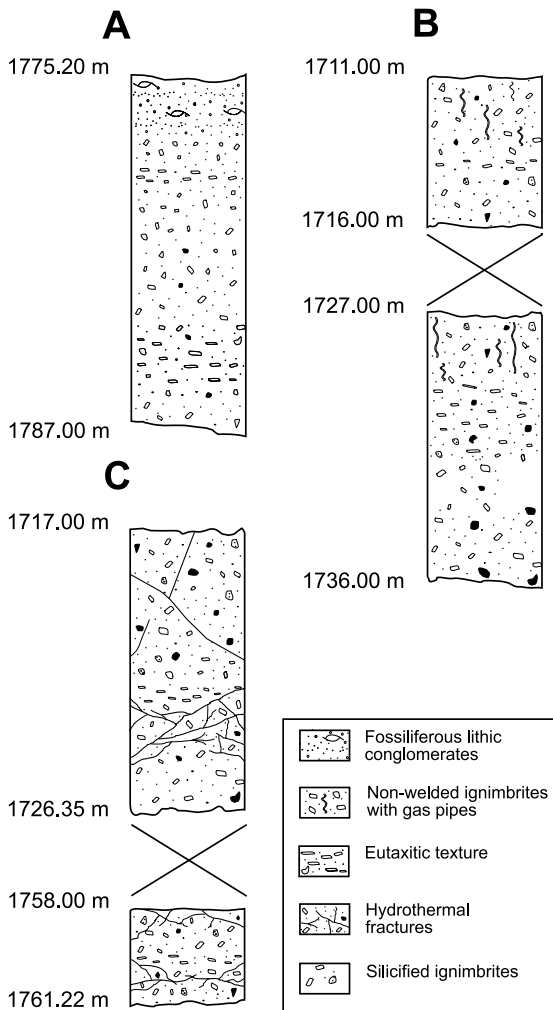 A
1775.20 m
1787.00 m
B
1711.00 m
1716.00 m
1727.00 m
1736.00 m
C
1717.00 m
1726.35 m
1758.00 m
1761.22 m
Fossiliferous lithic
conglomerates
Non-welded ignimbrites
with gas pipes
Eutaxitic texture
Hydrothermal
fractures
Silicified ignimbrites